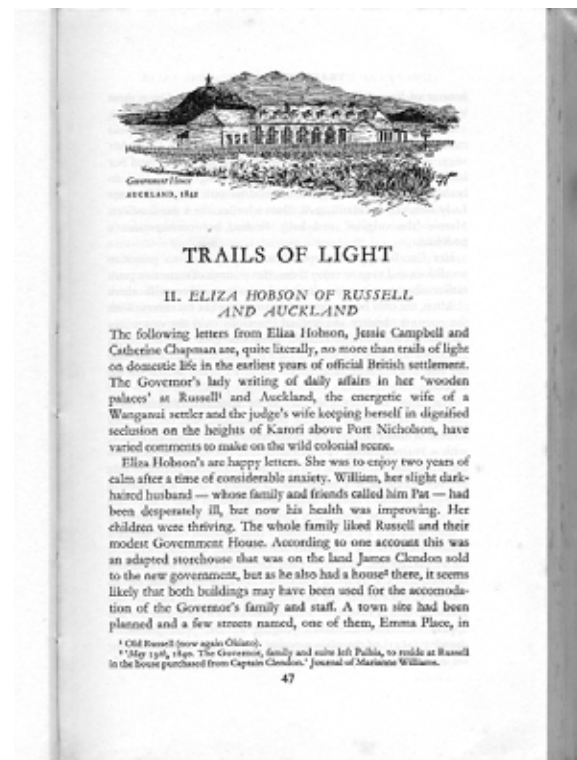 Government House
AUCKLAND, 1842
TRAILS OF LIGHT
II. ELIZA HOBSON OF RUSSELL
AND AUCKLAND
The following letters from Eliza Hobson, Jessie Campbell and
Catherine Chapman are, quite literally, no more than trails of light
on domestic life in the earliest years of official British settlement.
The Governor's lady writing of daily affairs in her 'wooden
palaces' at Russell¹ and Auckland, the energetic wife of a
Wanganui settler and the judge's wife keeping herself in dignified
seclusion on the heights of Karori above Port Nicholson, have
varied comments to make on the wild colonial scene.
Eliza Hobson's are happy letters. She was to enjoy two years of
calm after a time of considerable anxiety. William, her slight dark-
haired husband — whose family and friends called him Pat — had
been desperately ill, but now his health was improving. Her
children were thriving. The whole family liked Russell and their
modest Government House. According to one account this was
an adapted storehouse that was on the land James Clendon sold
to the new government, but as he also had a house² there, it seems
likely that both buildings may have been used for the accomoda-
tion of the Governor's family and staff. A town site had been
planned and a few streets named, one of them, Emma Place, in
¹ Old Russell (now again Okiato).
² 'May 19th, 1840. The Governor, family and suite left Paihia, to reside at Russell
in the house purchased from Captain Clendon.' Journal of Marianne Williams.
47